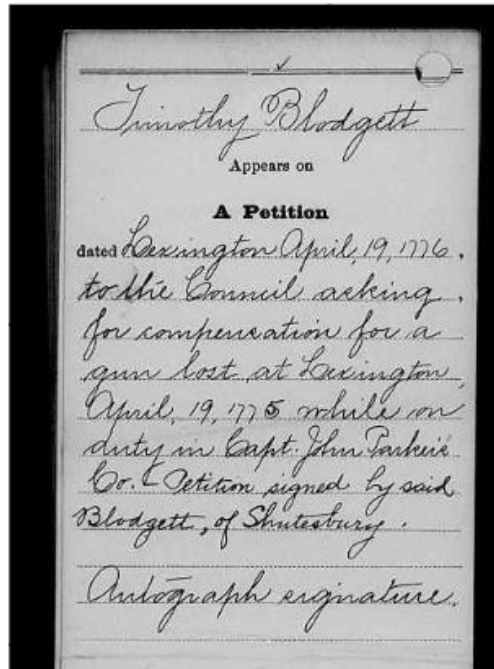 Timothy Blodgett
Appears on
A Petition
dated Lexington April, 19, 1776.
to the Council asking.
for compensation for a
gun lost at Lexington,
April, 19, 1775 while on
duty in Capt. John Parker's
Co. Petition signed by said
Blodgett, of Shutesbury.
Autograph signature.